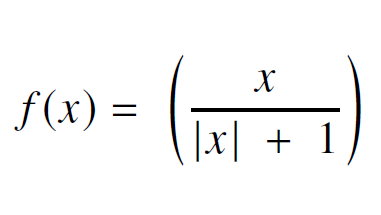 f(x) = (x / (|x| + 1))